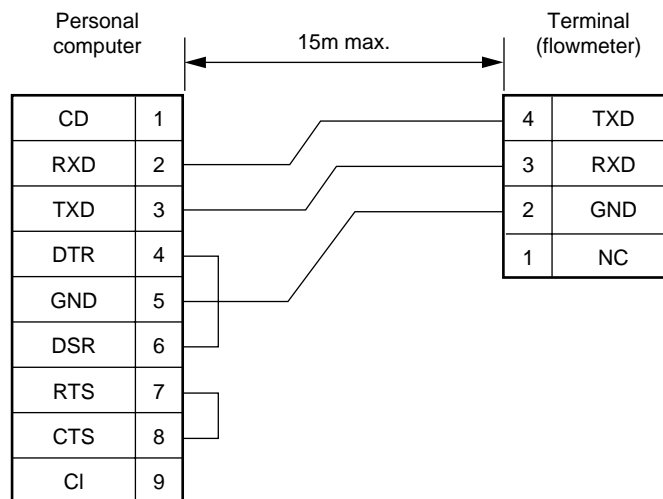 Personal
computer
15m max.
Terminal
(flowmeter)
CD 1
RXD 2
TXD 3
DTR 4
GND 5
DSR 6
RTS 7
CTS 8
CI 9
4 TXD
3 RXD
2 GND
1 NC